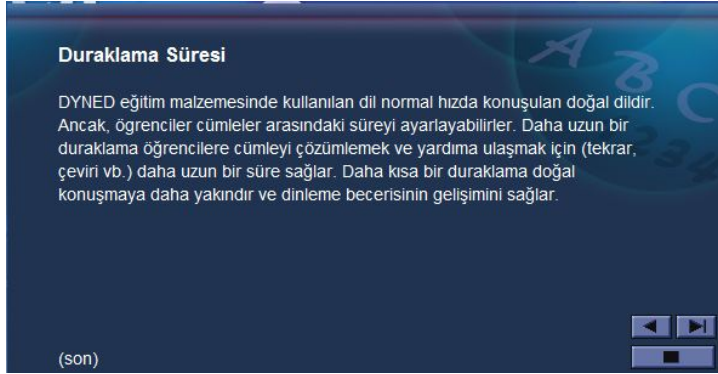 Duraklama Süresi
DYNED eğitim malzemesinde kullanılan dil normal hızda konuşulan doğal dildir.
Ancak, ögrenciler cümleler arasındaki süreyi ayarlayabilirler. Daha uzun bir
duraklama öğrencilere cümleyi çözümlemek ve yardıma ulaşmak için (tekrar,
çeviri vb.) daha uzun bir süre sağlar. Daha kısa bir duraklama doğal
konuşmaya daha yakındır ve dinleme becerisinin gelişimini sağlar.
A B C
234
(son)